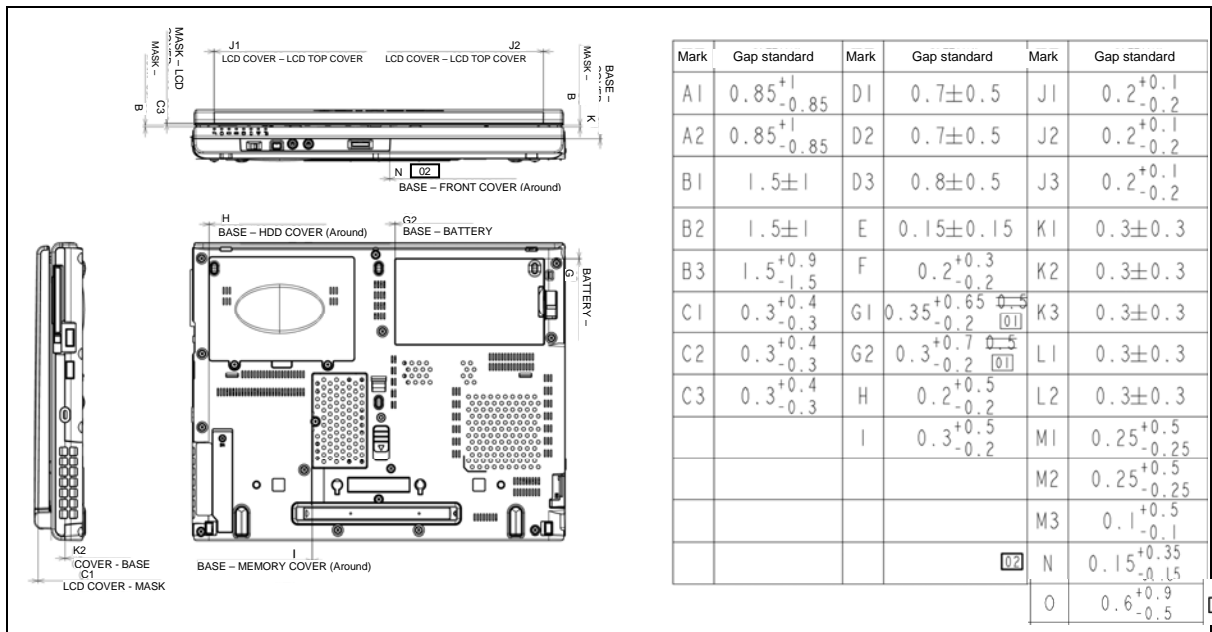 J1
J2
LCD COVER – LCD TOP COVER
LCD COVER – LCD TOP COVER
MASK – LCD
MASK –
B
C3
MASK –
BASE –
B
K
N 02
BASE – FRONT COVER (Around)
H
BASE – HDD COVER (Around)
G2
BASE – BATTERY
G
BATTERY –
K2
COVER - BASE
C1
LCD COVER - MASK
I
BASE – MEMORY COVER (Around)
Mark Gap standard Mark Gap standard Mark Gap standard
A1 0.85 +1 -0.85 D1 0.7±0.5 J1 0.2 +0.1 -0.2
A2 0.85 +1 -0.85 D2 0.7±0.5 J2 0.2 +0.1 -0.2
B1 1.5±1 D3 0.8±0.5 J3 0.2 +0.1 -0.2
B2 1.5±1 E 0.15±0.15 K1 0.3±0.3
B3 1.5 +0.9 -1.5 F 0.2 +0.3 -0.2 K2 0.3±0.3
C1 0.3 +0.4 -0.3 G1 0.35 +0.65 -0.2 0.5 01 K3 0.3±0.3
C2 0.3 +0.4 -0.3 G2 0.3 +0.7 -0.2 0.5 01 L1 0.3±0.3
C3 0.3 +0.4 -0.3 H 0.2 +0.5 -0.2 L2 0.3±0.3
I 0.3 +0.5 -0.2 M1 0.25 +0.5 -0.25
M2 0.25 +0.5 -0.25
M3 0.1 +0.5 -0.1
02 N 0.15 +0.35 -0.15
O 0.6 +0.9 -0.5